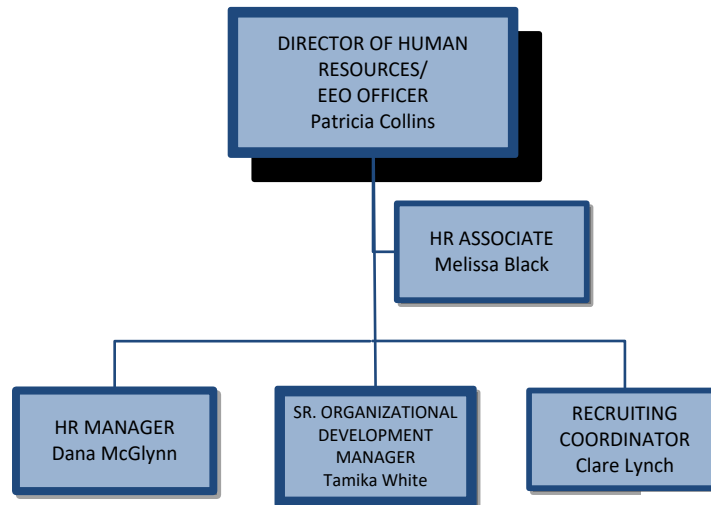 DIRECTOR OF HUMAN
RESOURCES/
EEO OFFICER
Patricia Collins
HR ASSOCIATE
Melissa Black
HR MANAGER
Dana McGlynn
SR. ORGANIZATIONAL
DEVELOPMENT
MANAGER
Tamika White
RECRUITING
COORDINATOR
Clare Lynch